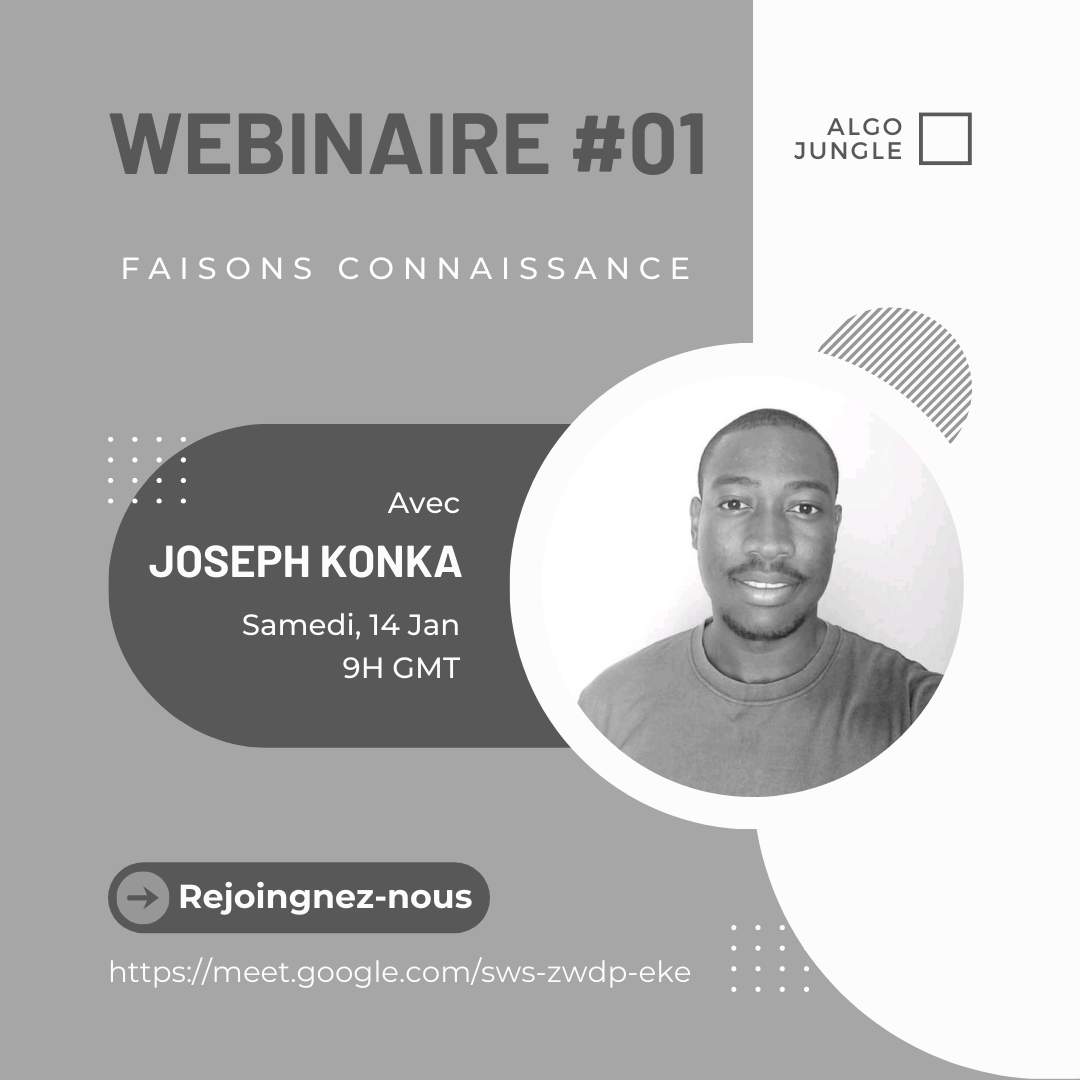 WEBINAIRE #01
ALGO
JUNGLE
FAISONS CONNAISSANCE
Avec
JOSEPH KONKA
Samedi, 14 Jan
9H GMT
Rejoingnez-nous
https://meet.google.com/sws-zwdp-eke